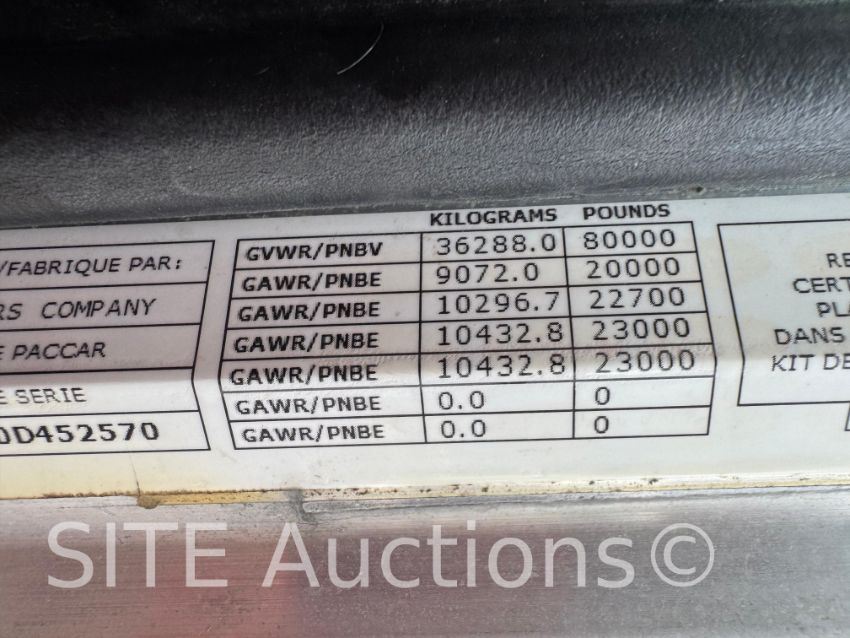 KILOGRAMS POUNDS
GVWR/PNBV 36288.0 80000
/FABRIQUE PAR: GAWR/PNBE 9072.0 20000
RS COMPANY GAWR/PNBE 10296.7 22700
E PACCAR GAWR/PNBE 10432.8 23000
GAWR/PNBE 10432.8 23000
E SERIE GAWR/PNBE 0.0 0
0D452570 GAWR/PNBE 0.0 0
RE
CERT
PLA
DANS
KIT DE
SITE Auctions©